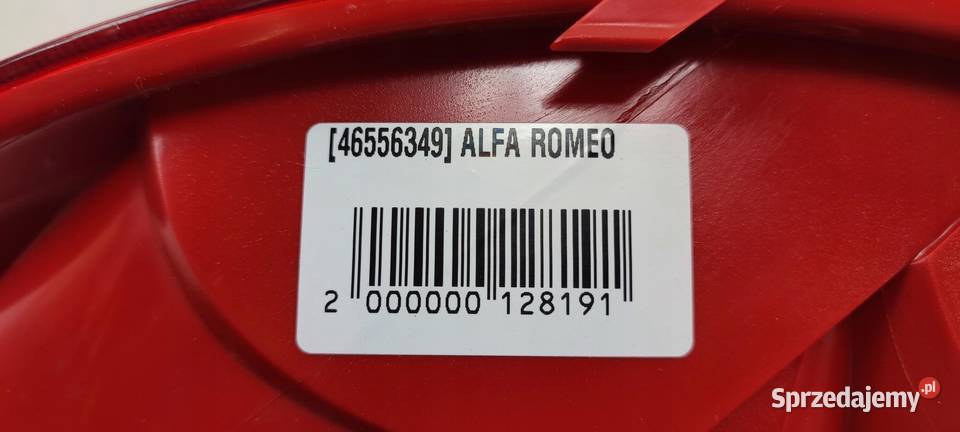 [46556349] ALFA ROMEO
2 000000 128191
Sprzedajemy.pl